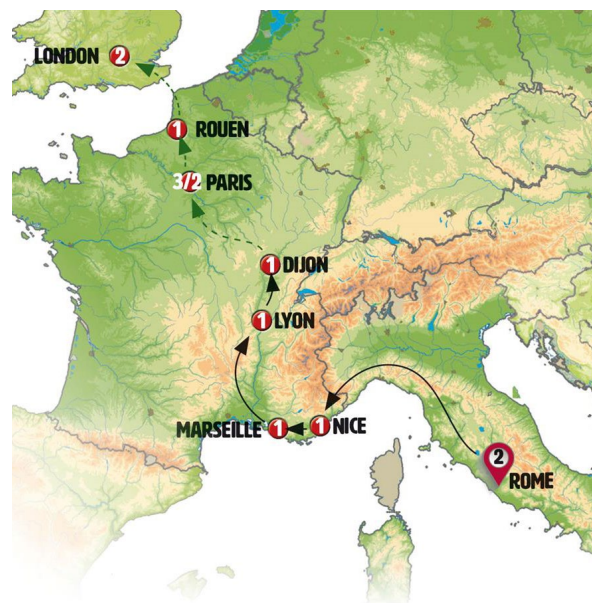 LONDON 2
1 ROUEN
3/2 PARIS
1 DIJON
1 LYON
MARSEILLE 1
1 NICE
2
ROME